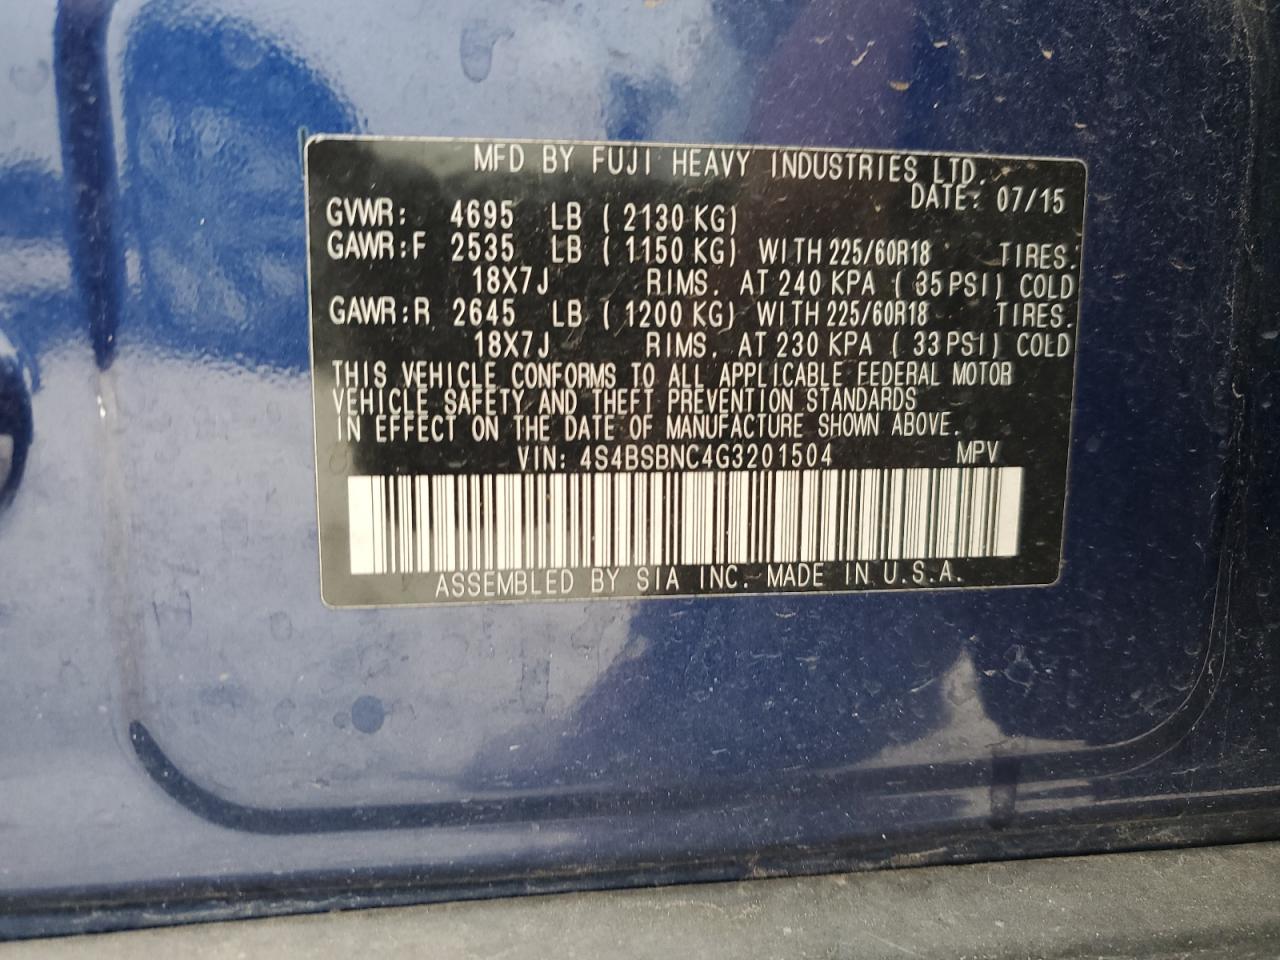 MFD BY FUJI HEAVY INDUSTRIES LTD.
DATE: 07/15
GVWR: 4695 LB ( 2130 KG)
GAWR:F 2535 LB ( 1150 KG) WITH 225/60R18 TIRES.
18X7J RIMS. AT 240 KPA ( 35 PSI) COLD
GAWR:R 2645 LB ( 1200 KG) WITH 225/60R18 TIRES.
18X7J RIMS. AT 230 KPA ( 33 PSI) COLD
THIS VEHICLE CONFORMS TO ALL APPLICABLE FEDERAL MOTOR
VEHICLE SAFETY AND THEFT PREVENTION STANDARDS
IN EFFECT ON THE DATE OF MANUFACTURE SHOWN ABOVE.
VIN: 4S4BSBNC4G3201504 MPV
ASSEMBLED BY SIA INC. MADE IN U.S.A.